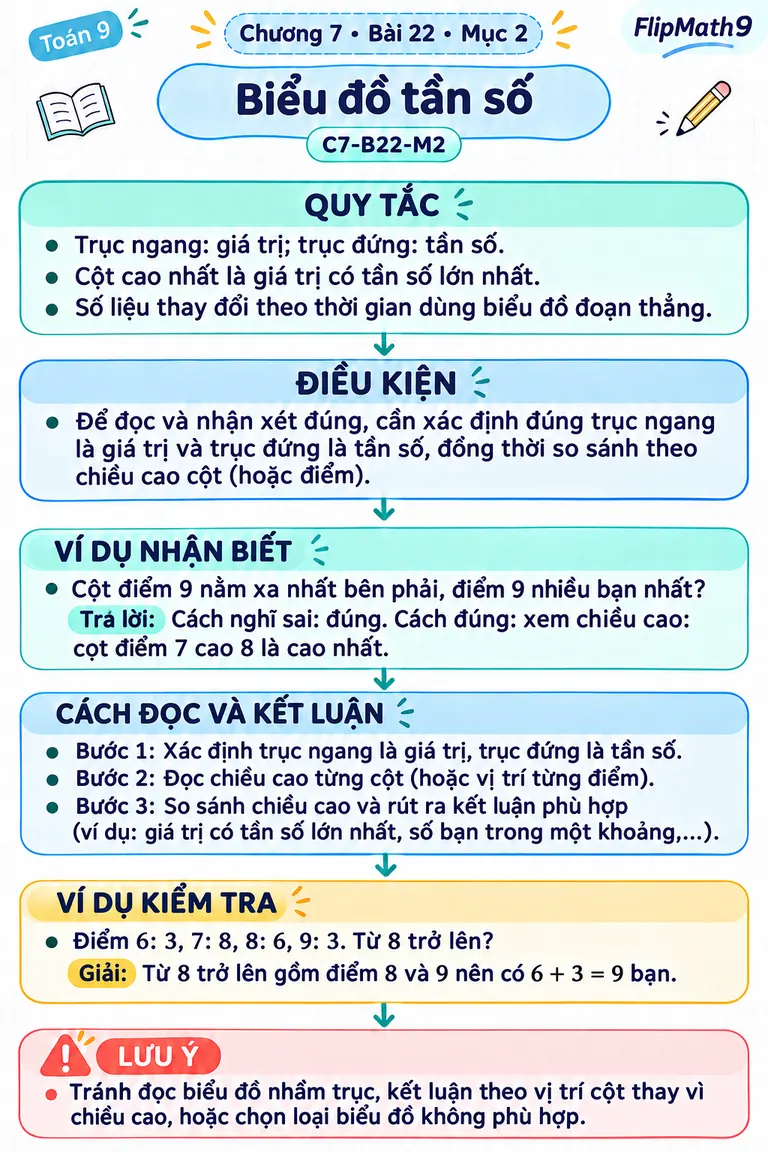 Toán 9
Chương 7 • Bài 22 • Mục 2
FlipMath9
Biểu đồ tần số
C7-B22-M2
QUY TẮC
• Trục ngang: giá trị; trục đứng: tần số.
• Cột cao nhất là giá trị có tần số lớn nhất.
• Số liệu thay đổi theo thời gian dùng biểu đồ đoạn thẳng.
ĐIỀU KIỆN
• Để đọc và nhận xét đúng, cần xác định đúng trục ngang
là giá trị và trục đứng là tần số, đồng thời so sánh theo
chiều cao cột (hoặc điểm).
VÍ DỤ NHẬN BIẾT
• Cột điểm 9 nằm xa nhất bên phải, điểm 9 nhiều bạn nhất?
Trả lời: Cách nghĩ sai: đúng. Cách đúng: xem chiều cao:
cọt điểm 7 cao 8 là cao nhất.
CÁCH ĐỌC VÀ KẾT LUẬN
• Bước 1: Xác định trục ngang là giá trị, trục đứng là tần số.
• Bước 2: Đọc chiều cao từng cột (hoặc vị trí từng điểm).
• Bước 3: So sánh chiều cao và rút ra kết luận phù hợp
(ví dụ: giá trị có tần số lớn nhất, số bạn trong một khoảng,...).
VÍ DỤ KIỂM TRA
• Điểm 6: 3, 7: 8, 8: 6, 9: 3. Từ 8 trở lên?
Giải: Từ 8 trở lên gồm điểm 8 và 9 nên có 6 + 3 = 9 bạn.
LƯU Ý
• Tránh đọc biểu đồ nhầm trục, kết luận theo vị trí cột thay vì
chiều cao, hoặc chọn loại biểu đồ không phù hợp.